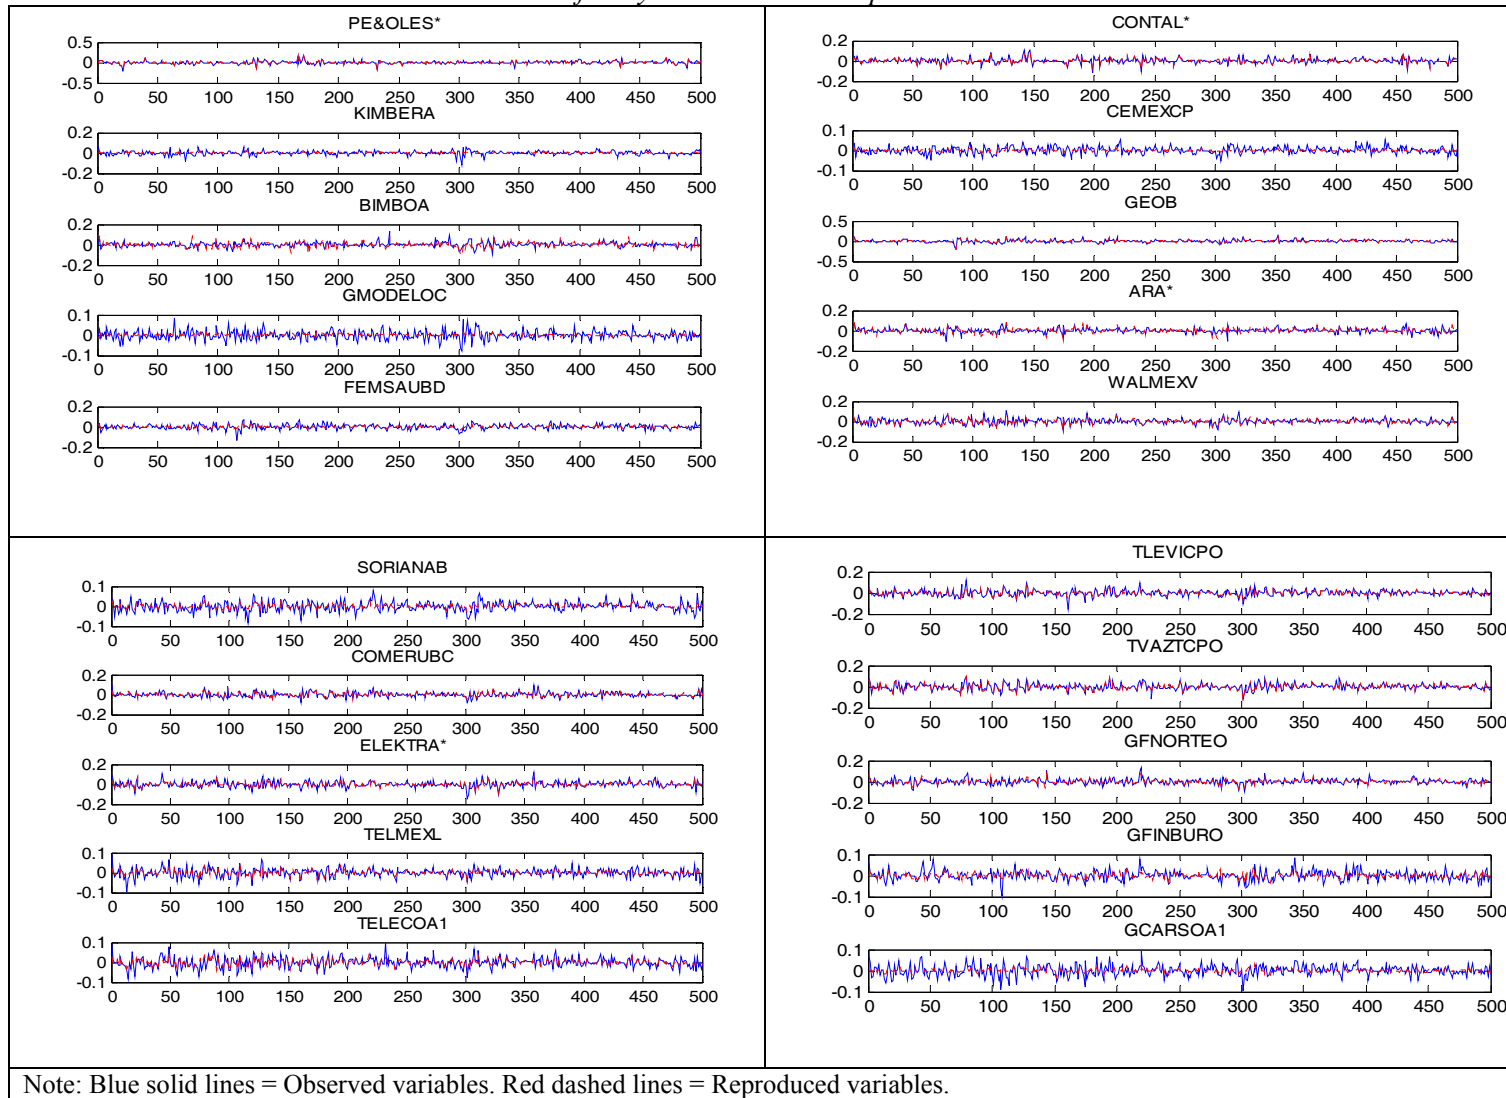 PE&OLES*
0.5
0
-0.5
0 50 100 150 200 250 300 350 400 450 500
KIMBERA
0.2
0
-0.2
0 50 100 150 200 250 300 350 400 450 500
BIMBOA
0.2
0
-0.2
0 50 100 150 200 250 300 350 400 450 500
GMODELOC
0.1
0
-0.1
0 50 100 150 200 250 300 350 400 450 500
FEMSAUBD
0.2
0
-0.2
0 50 100 150 200 250 300 350 400 450 500
CONTAL*
0.2
0
-0.2
0 50 100 150 200 250 300 350 400 450 500
CEMEXCP
0.1
0
-0.1
0 50 100 150 200 250 300 350 400 450 500
GEOB
0.5
0
-0.5
0 50 100 150 200 250 300 350 400 450 500
ARA*
0.2
0
-0.2
0 50 100 150 200 250 300 350 400 450 500
WALMEXV
0.2
0
-0.2
0 50 100 150 200 250 300 350 400 450 500
SORIANAB
0.1
0
-0.1
0 50 100 150 200 250 300 350 400 450 500
COMERUBC
0.2
0
-0.2
0 50 100 150 200 250 300 350 400 450 500
ELEKTRA*
0.2
0
-0.2
0 50 100 150 200 250 300 350 400 450 500
TELMEXL
0.1
0
-0.1
0 50 100 150 200 250 300 350 400 450 500
TELECOA1
0.1
0
-0.1
0 50 100 150 200 250 300 350 400 450 500
TLEVICPO
0.2
0
-0.2
0 50 100 150 200 250 300 350 400 450 500
TVAZTCPO
0.2
0
-0.2
0 50 100 150 200 250 300 350 400 450 500
GFNORTEO
0.2
0
-0.2
0 50 100 150 200 250 300 350 400 450 500
GFINBURO
0.1
0
-0.1
0 50 100 150 200 250 300 350 400 450 500
GCARSOA1
0.1
0
-0.1
0 50 100 150 200 250 300 350 400 450 500
Note: Blue solid lines = Observed variables. Red dashed lines = Reproduced variables.